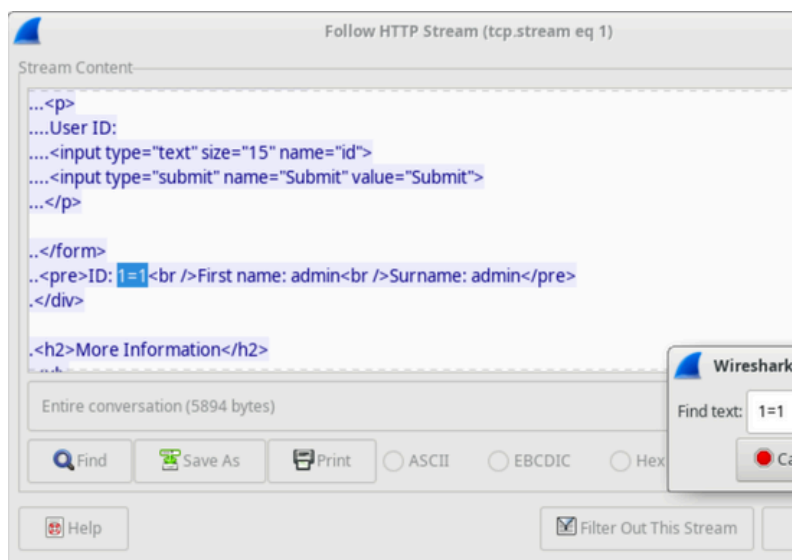 Follow HTTP Stream (tcp.stream eq 1)
Stream Content
...<p>
....User ID:
....<input type="text" size="15" name="id">
....<input type="submit" name="Submit" value="Submit">
...</p>
..</form>
..<pre>ID: 1=1<br />First name: admin<br />Surname: admin</pre>
.</div>
.<h2>More Information</h2>
Wireshark
Find text: 1=1
Entire conversation (5894 bytes)
Find Save As Print ASCII EBCDIC Hex
Help Filter Out This Stream